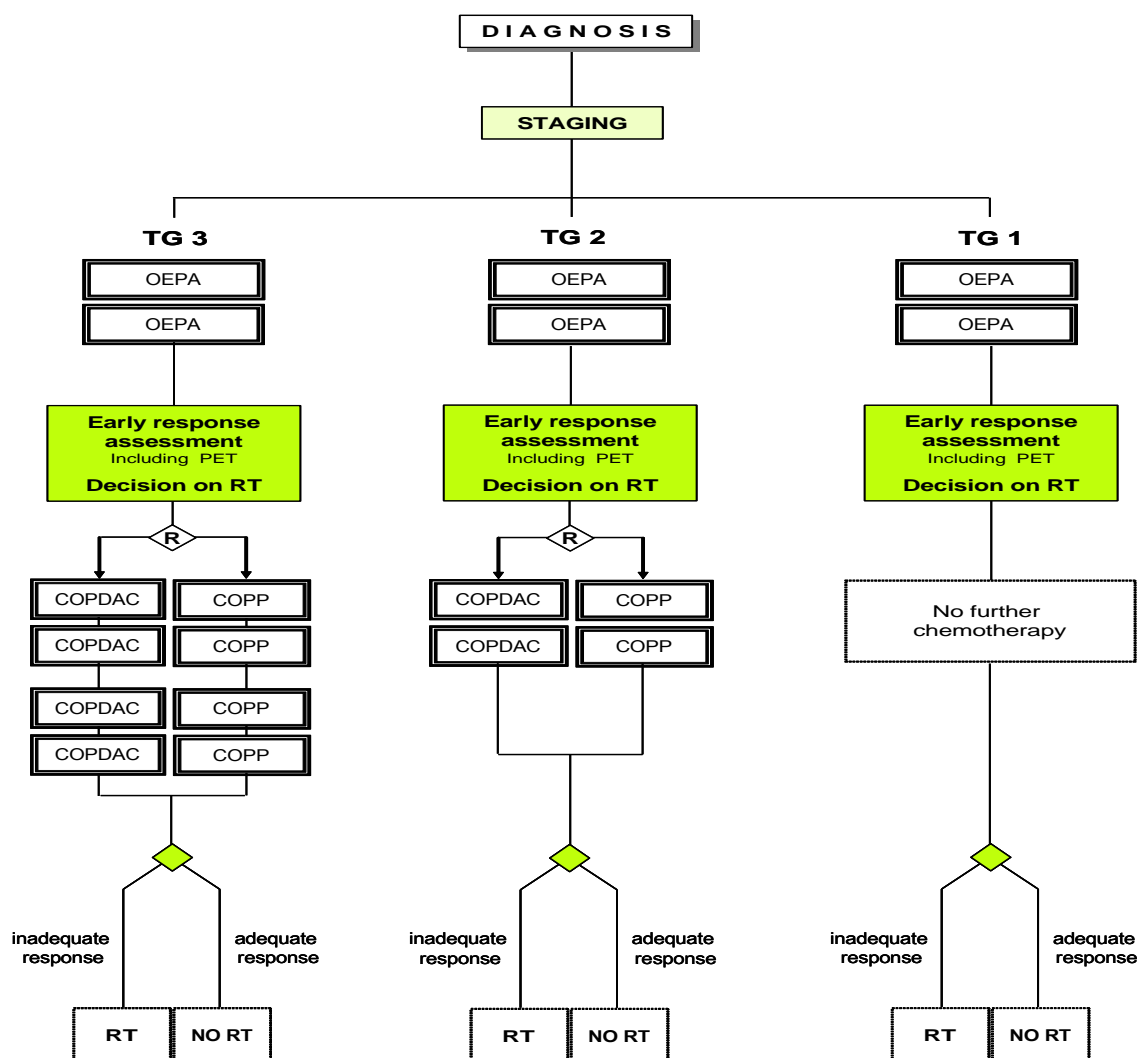 DIAGNOSIS
STAGING
TG 3
TG 2
TG 1
OEPA
OEPA
OEPA
OEPA
OEPA
OEPA
Early response
assessment
Including PET
Decision on RT
Early response
assessment
Including PET
Decision on RT
Early response
assessment
Including PET
Decision on RT
R
R
COPDAC
COPP
COPDAC
COPP
COPDAC
COPP
COPDAC
COPP
COPDAC
COPP
COPDAC
COPP
No further
chemotherapy
inadequate
response
adequate
response
inadequate
response
adequate
response
inadequate
response
adequate
response
RT
NO RT
RT
NO RT
RT
NO RT